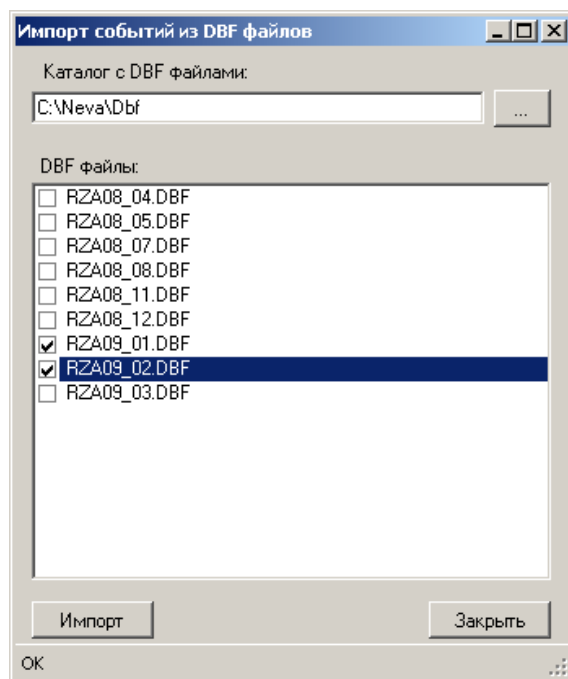 Импорт событий из DBF файлов
Каталог с DBF файлами:
C:\Neva\Dbf
...
DBF файлы:
RZA08_04.DBF
RZA08_05.DBF
RZA08_07.DBF
RZA08_08.DBF
RZA08_11.DBF
RZA08_12.DBF
RZA09_01.DBF
RZA09_02.DBF
RZA09_03.DBF
Импорт
Закрыть
OK